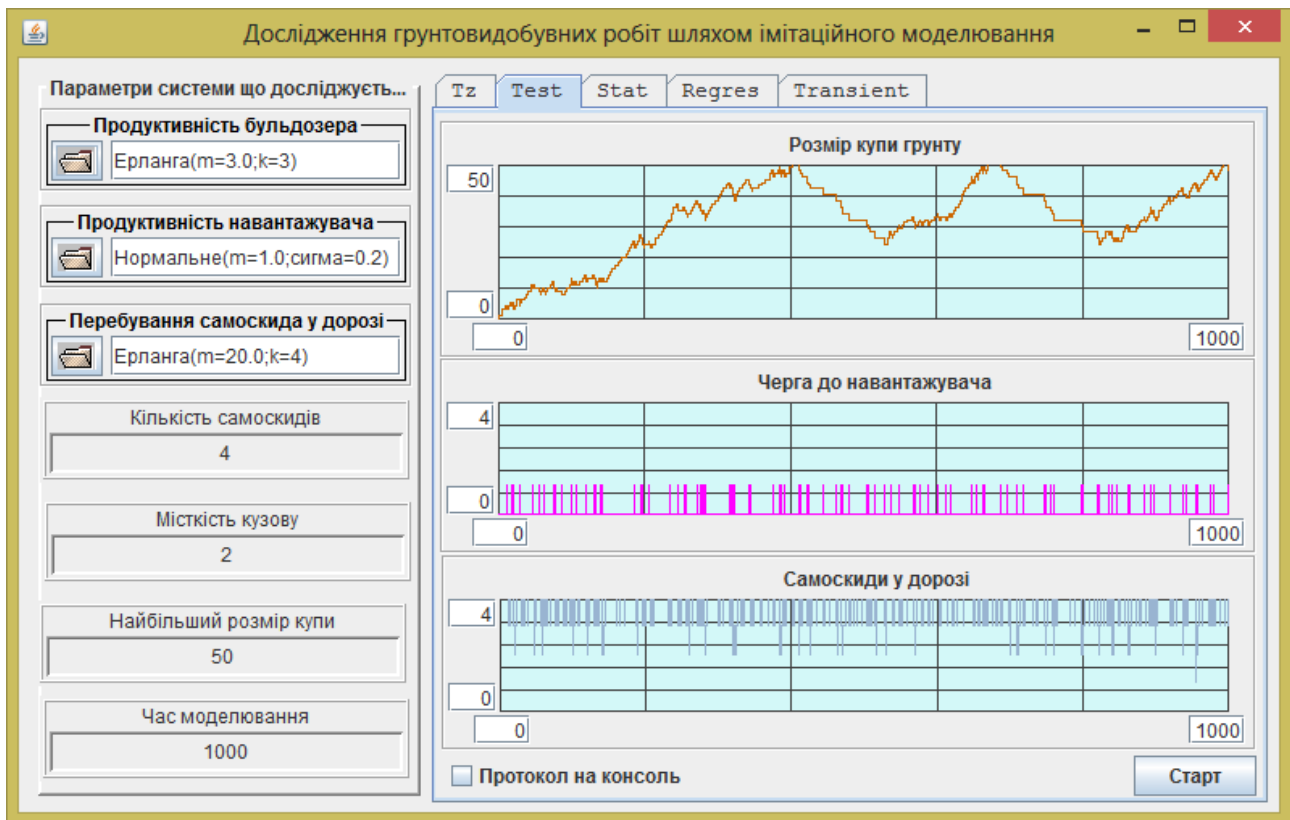 Дослідження грунтовидобувних робіт шляхом імітаційного моделювання
Параметри системи що досліджуєть...
Продуктивність бульдозера
Ерланга(m=3.0;k=3)
Продуктивність навантажувача
Нормальне(m=1.0;сигма=0.2)
Перебування самоскида у дорозі
Ерланга(m=20.0;k=4)
Кількість самоскидів
4
Місткість кузову
2
Найбільший розмір купи
50
Час моделювання
1000
Tz Test Stat Regres Transient
Розмір купи грунту
50
0
0 1000
Черга до навантажувача
4
0
0 1000
Самоскиди у дорозі
4
0
0 1000
Протокол на консоль
Старт